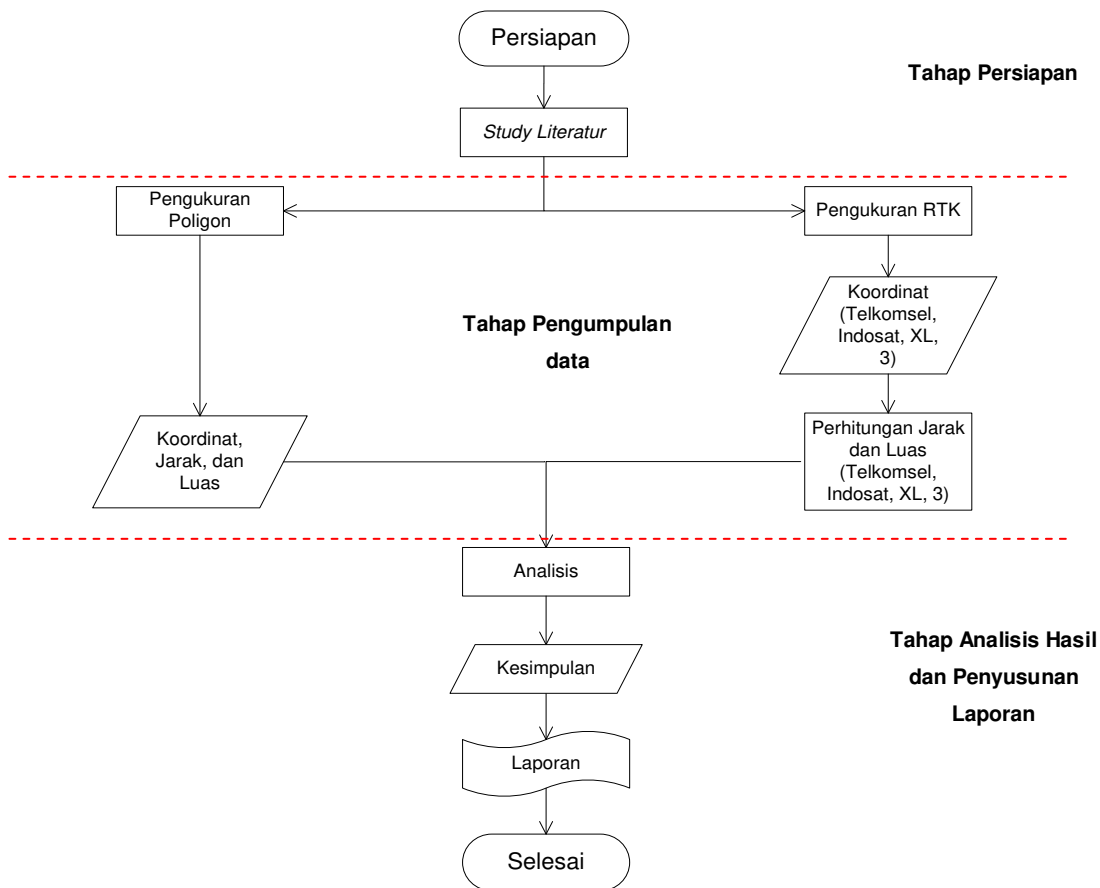 Persiapan
Tahap Persiapan
Study Literatur
Pengukuran
Poligon
Pengukuran RTK
Koordinat
(Telkomsel,
Indosat, XL,
3)
Tahap Pengumpulan
data
Koordinat,
Jarak, dan
Luas
Perhitungan Jarak
dan Luas
(Telkomsel,
Indosat, XL, 3)
Analisis
Kesimpulan
Tahap Analisis Hasil
dan Penyusunan
Laporan
Laporan
Selesai